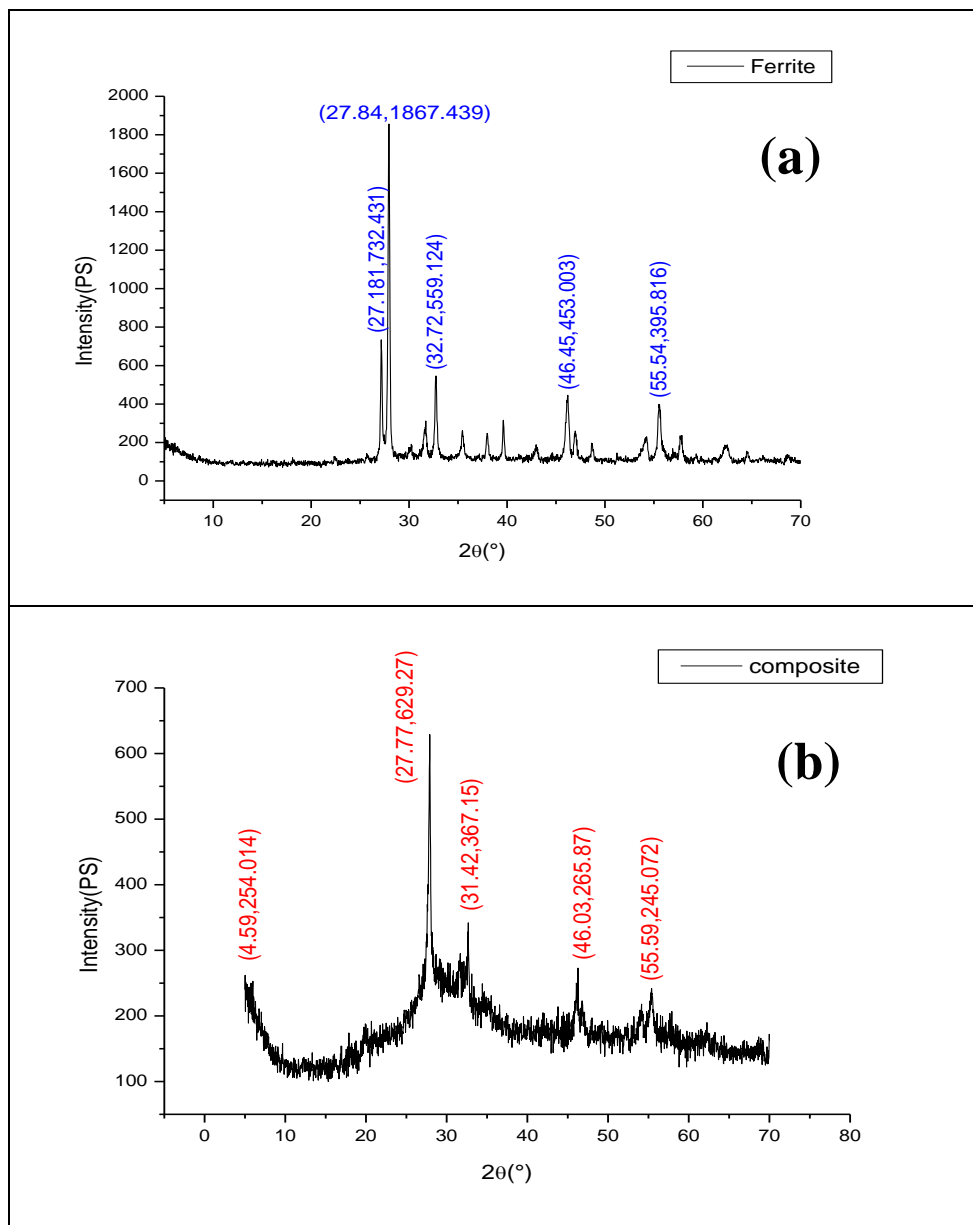 Ferrite
(a)
(27.84,1867.439)
(27.181,732.431)
(32.72,559.124)
(46.45,453.003)
(55.54,395.816)
Intensity(PS)
2000
1800
1600
1400
1200
1000
800
600
400
200
0
10 20 30 40 50 60 70
2θ(°)
composite
(b)
(4.59,254.014)
(27.77,629.27)
(31.42,367.15)
(46.03,265.87)
(55.59,245.072)
Intensity(PS)
700
600
500
400
300
200
100
0 10 20 30 40 50 60 70 80
2θ(°)